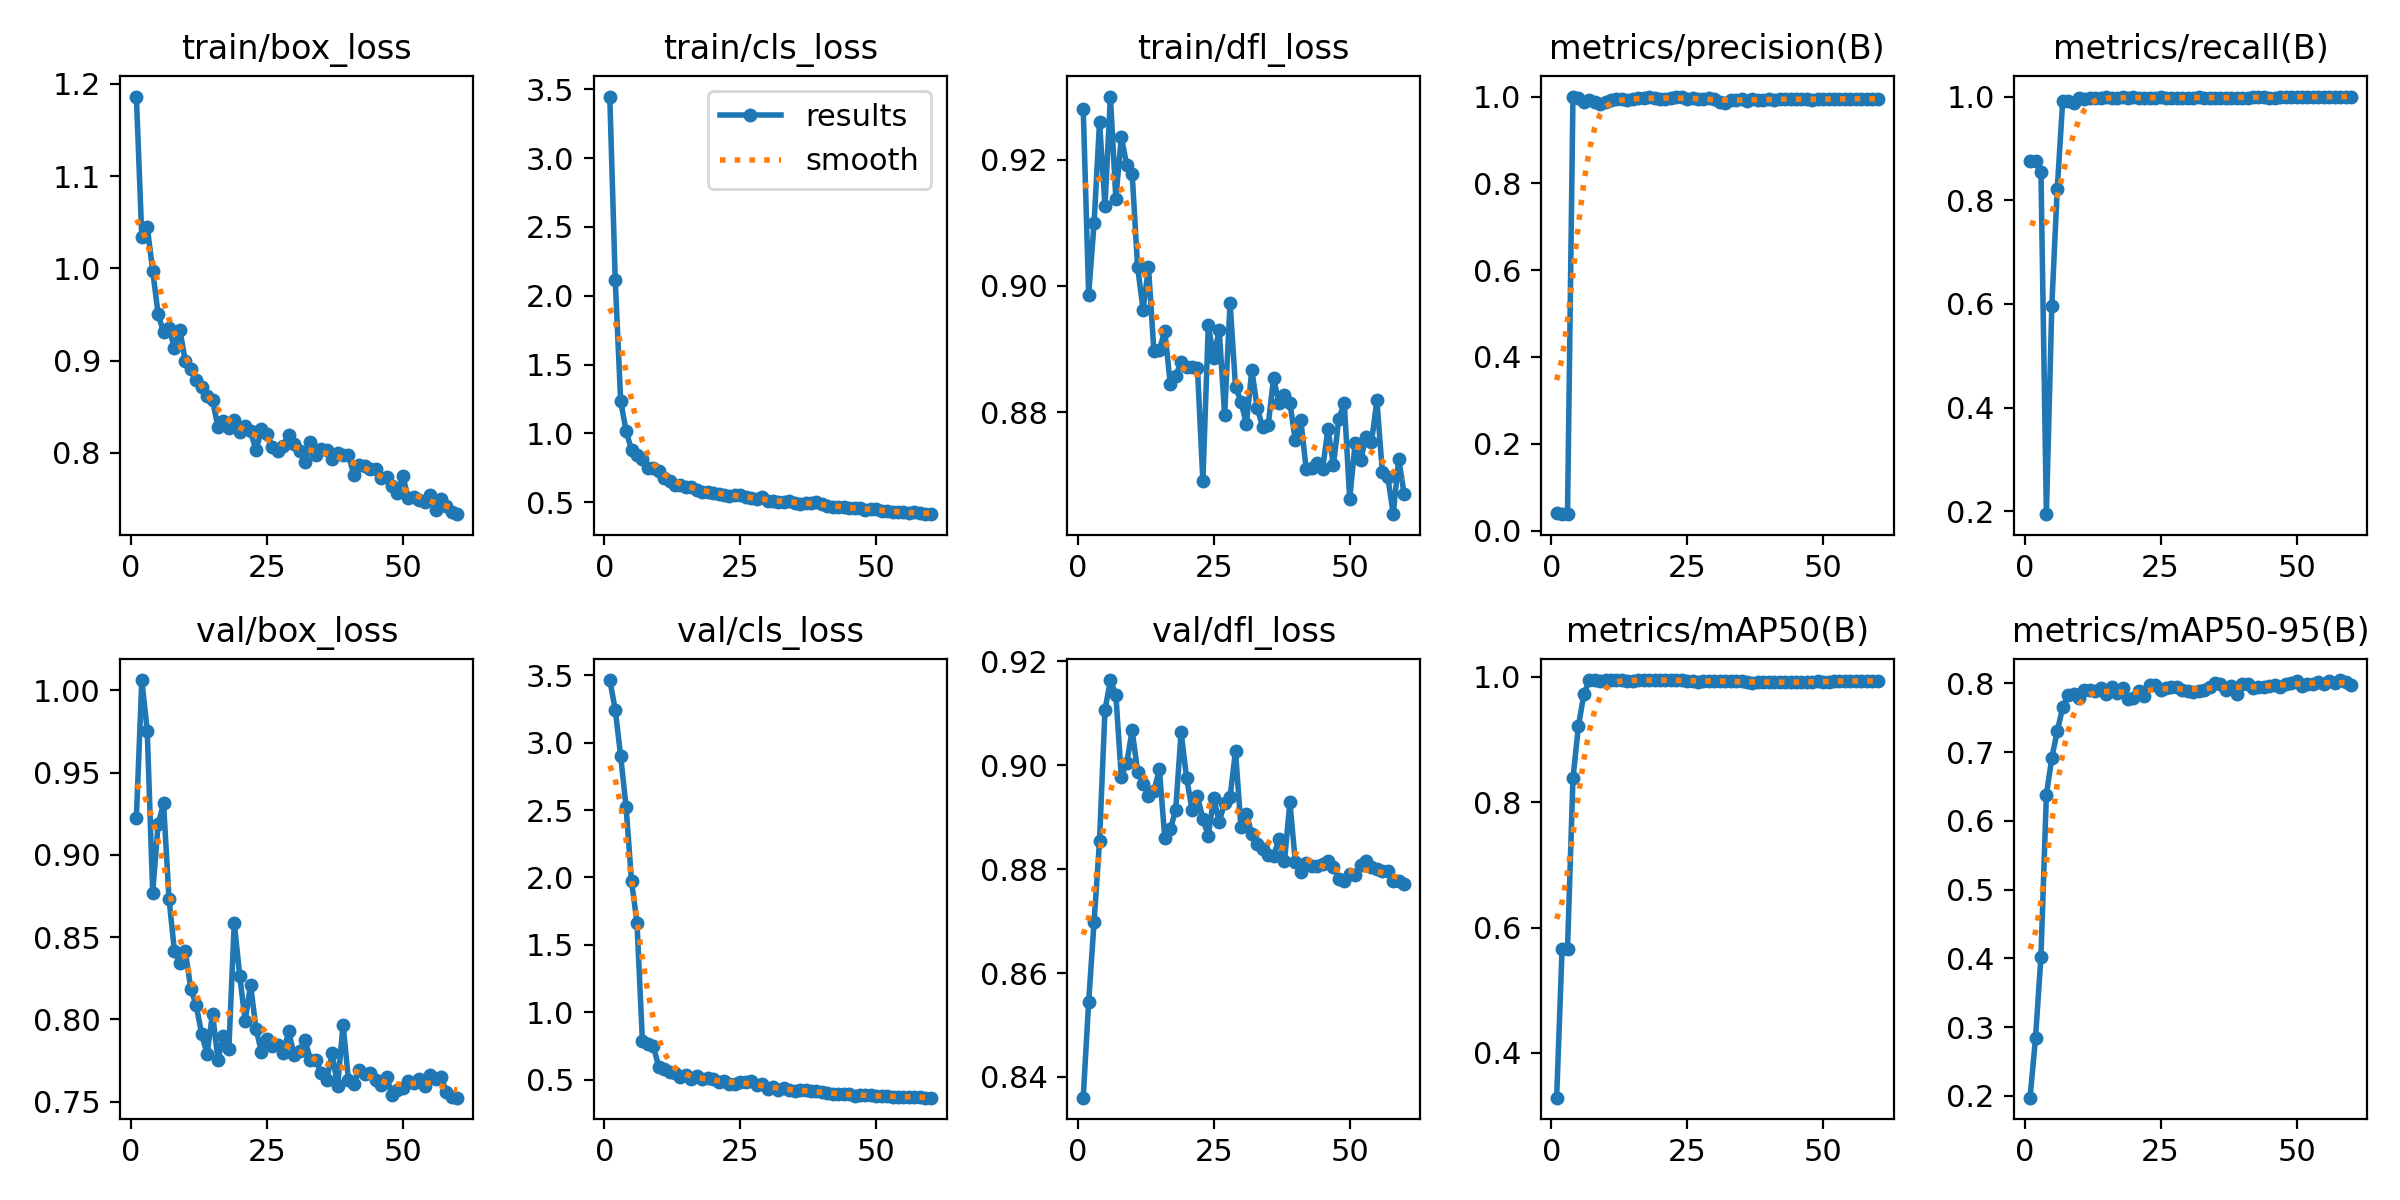 train/box_loss
1.2
1.1
1.0
0.9
0.8
0 25 50
train/cls_loss
results
smooth
3.5
3.0
2.5
2.0
1.5
1.0
0.5
0 25 50
train/dfl_loss
0.92
0.90
0.88
0 25 50
metrics/precision(B)
1.0
0.8
0.6
0.4
0.2
0.0
0 25 50
metrics/recall(B)
1.0
0.8
0.6
0.4
0.2
0 25 50
val/box_loss
1.00
0.95
0.90
0.85
0.80
0.75
0 25 50
val/cls_loss
3.5
3.0
2.5
2.0
1.5
1.0
0.5
0 25 50
val/dfl_loss
0.92
0.90
0.88
0.86
0.84
0 25 50
metrics/mAP50(B)
1.0
0.8
0.6
0.4
0 25 50
metrics/mAP50-95(B)
0.8
0.7
0.6
0.5
0.4
0.3
0.2
0 25 50